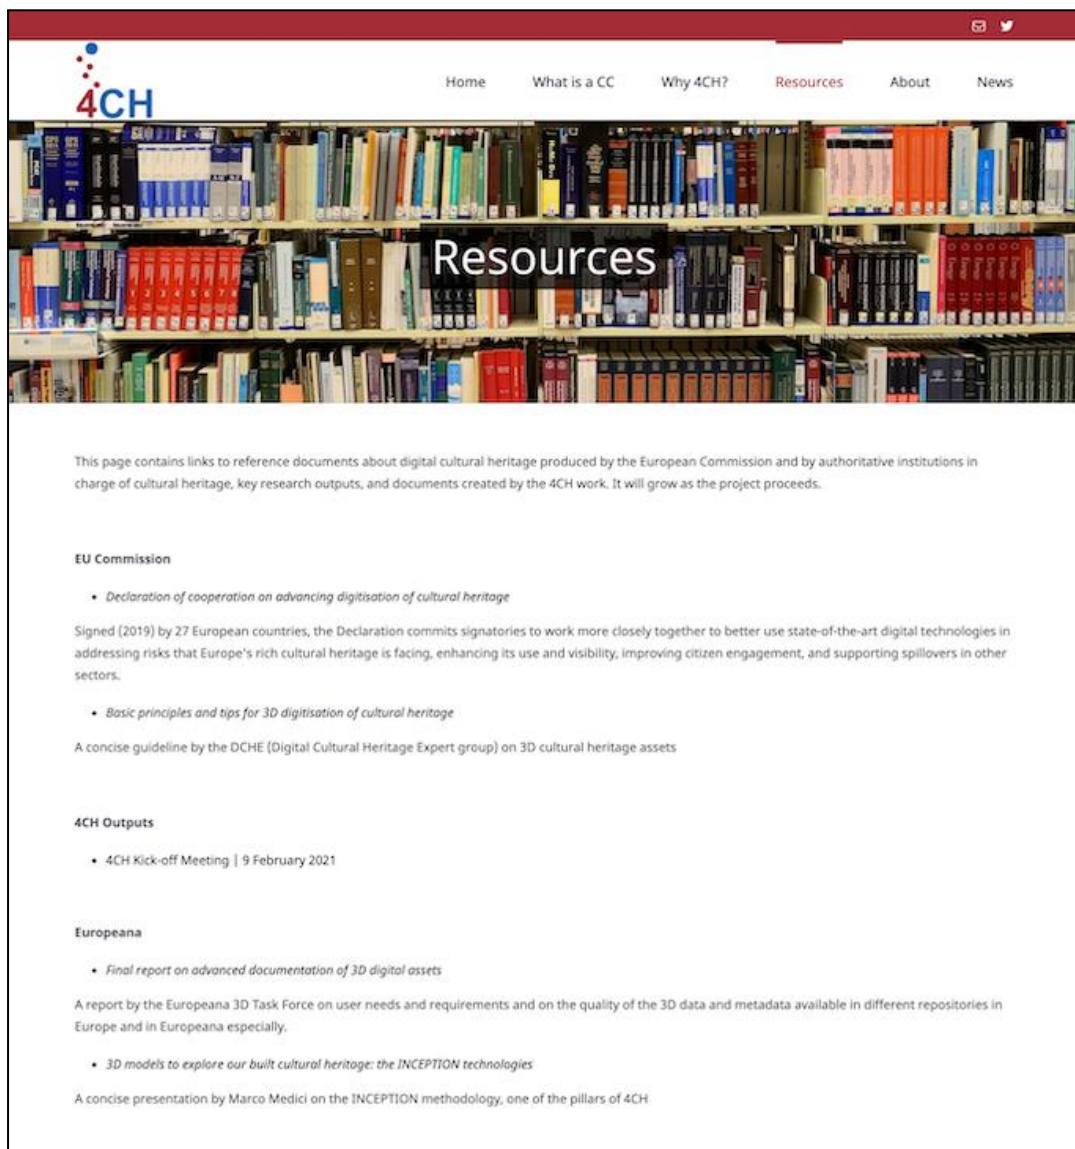 4CH
Home What is a CC Why 4CH? Resources About News
Resources
This page contains links to reference documents about digital cultural heritage produced by the European Commission and by authoritative institutions in
charge of cultural heritage, key research outputs, and documents created by the 4CH work. It will grow as the project proceeds.
EU Commission
• Declaration of cooperation on advancing digitisation of cultural heritage
Signed (2019) by 27 European countries, the Declaration commits signatories to work more closely together to better use state-of-the-art digital technologies in
addressing risks that Europe's rich cultural heritage is facing, enhancing its use and visibility, improving citizen engagement, and supporting spillovers in other
sectors.
• Basic principles and tips for 3D digitisation of cultural heritage
A concise guideline by the DCHE (Digital Cultural Heritage Expert group) on 3D cultural heritage assets
4CH Outputs
• 4CH Kick-off Meeting | 9 February 2021
Europeana
• Final report on advanced documentation of 3D digital assets
A report by the Europeana 3D Task Force on user needs and requirements and on the quality of the 3D data and metadata available in different repositories in
Europe and in Europeana especially.
• 3D models to explore our built cultural heritage: the INCEPTION technologies
A concise presentation by Marco Medici on the INCEPTION methodology, one of the pillars of 4CH